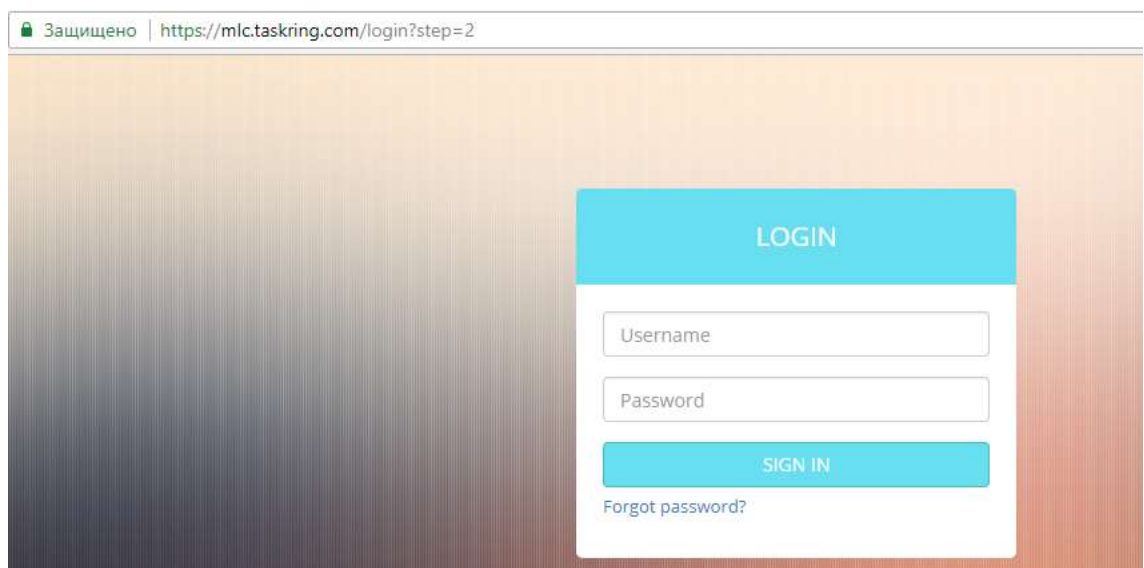 Защищено | https://mlc.taskring.com/login?step=2
LOGIN
Username
Password
SIGN IN
Forgot password?